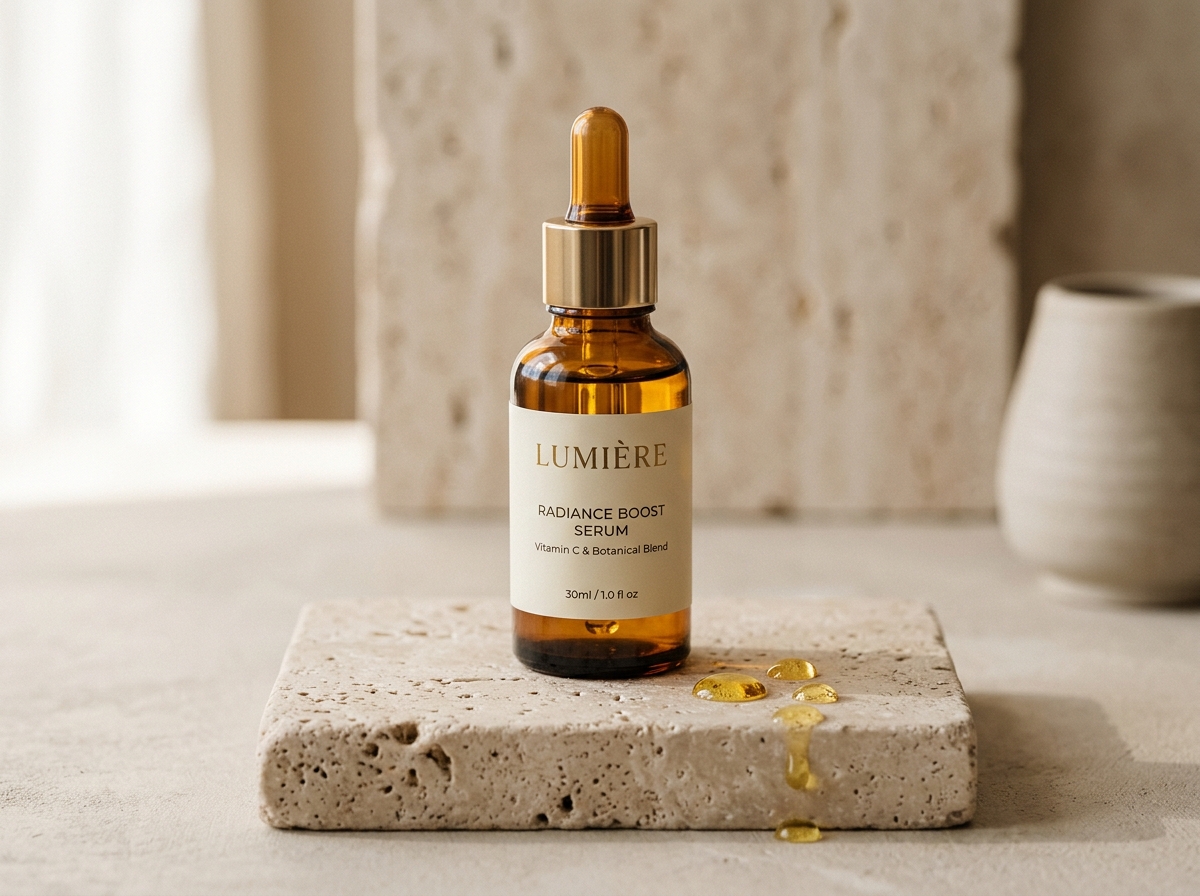 LUMIÈRE
RADIANCE BOOST
SERUM
Vitamin C & Botanical Blend
30ml / 1.0 fl oz